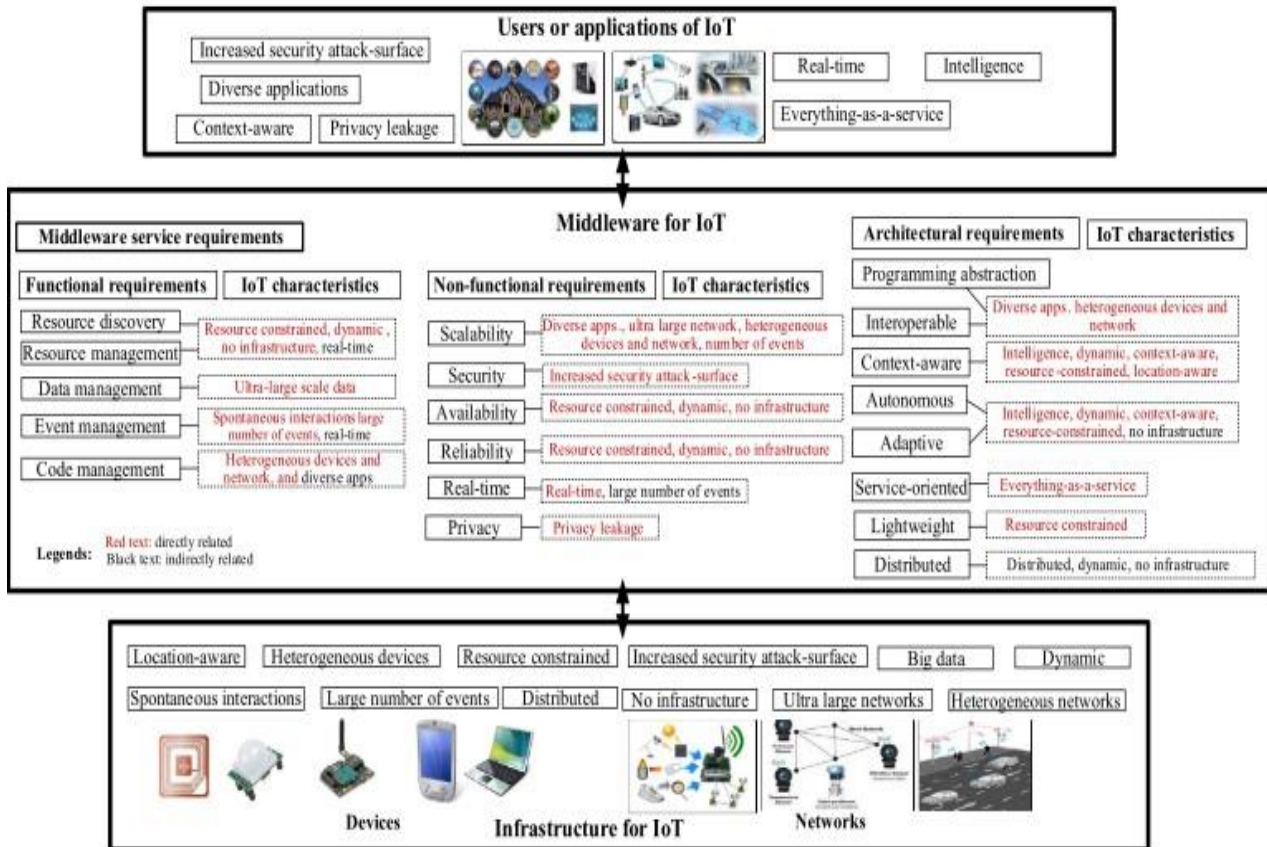 Users or applications of IoT
Increased security attack-surface
Diverse applications
Context-aware
Privacy leakage
Real-time
Intelligence
Everything-as-a-service
Middleware for IoT
Middleware service requirements
Functional requirements
IoT characteristics
Resource discovery
Resource management
Resource constrained, dynamic ,
no infrastructure, real-time
Data management
Ultra-large scale data
Event management
Spontaneous interactions large
number of events, real-time
Code management
Heterogeneous devices and
network, and diverse apps
Legends:
Red text: directly related
Black text: indirectly related
Non-functional requirements
IoT characteristics
Scalability
Diverse apps., ultra large network, heterogeneous
devices and network, number of events
Security
Increased security attack-surface
Availability
Resource constrained, dynamic, no infrastructure
Reliability
Resource constrained, dynamic, no infrastructure
Real-time
Real-time, large number of events
Privacy
Privacy leakage
Architectural requirements
IoT characteristics
Programming abstraction
Interoperable
Diverse apps. heterogeneous devices and
network
Context-aware
Intelligence, dynamic, context-aware,
resource -constrained, location-aware
Autonomous
Adaptive
Intelligence, dynamic, context-aware,
resource-constrained, no infrastructure
Service-oriented
Everything-as-a-service
Lightweight
Resource constrained
Distributed
Distributed, dynamic, no infrastructure
Location-aware
Heterogeneous devices
Resource constrained
Increased security attack-surface
Big data
Dynamic
Spontaneous interactions
Large number of events
Distributed
No infrastructure
Ultra large networks
Heterogeneous networks
Devices
Infrastructure for IoT
Networks